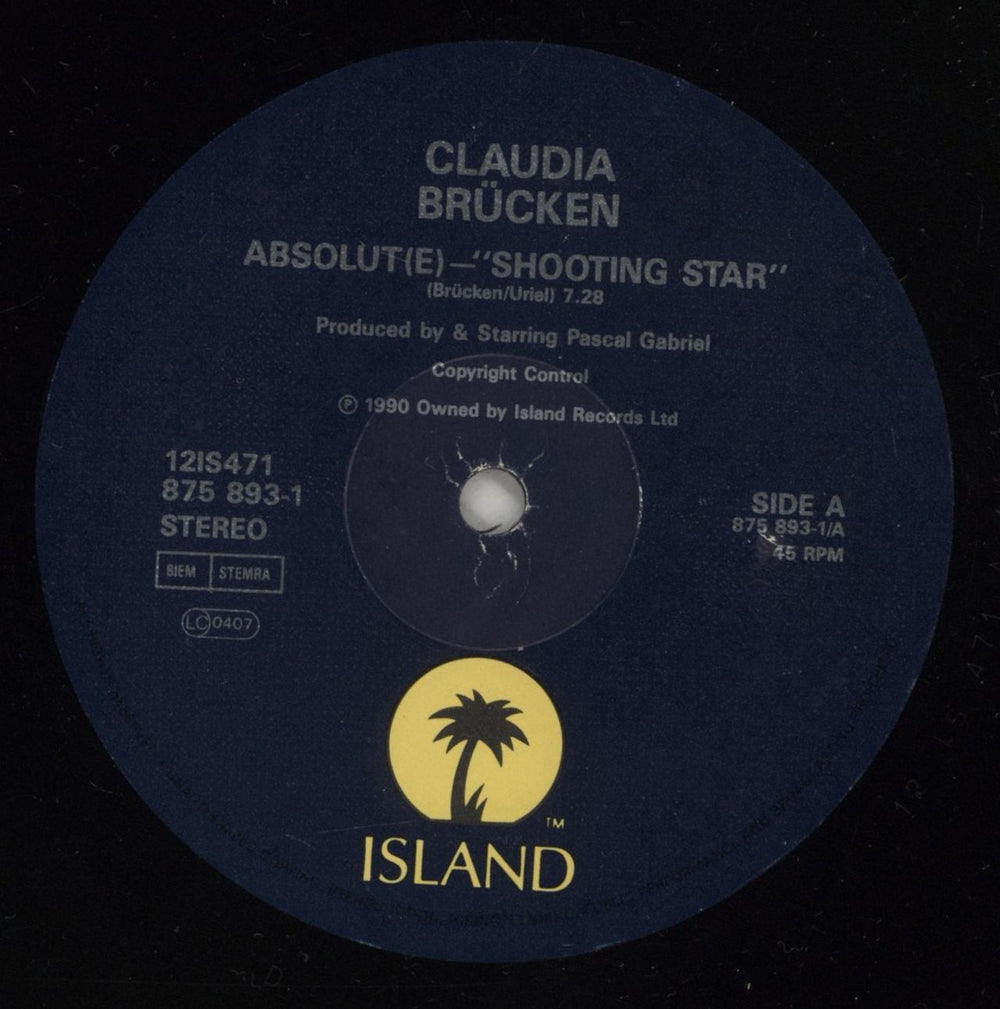 CLAUDIA
BRÜCKEN
ABSOLUT(E)—"SHOOTING STAR"
(Brücken/Uriel) 7.28
Produced by & Starring Pascal Gabriel
Copyright Control
Ⓟ 1990 Owned by Island Records Ltd
12IS471
875 893-1
STEREO
BIEM STEMRA
LC 0407
SIDE A
875 893-1/A
45 RPM
TM
ISLAND